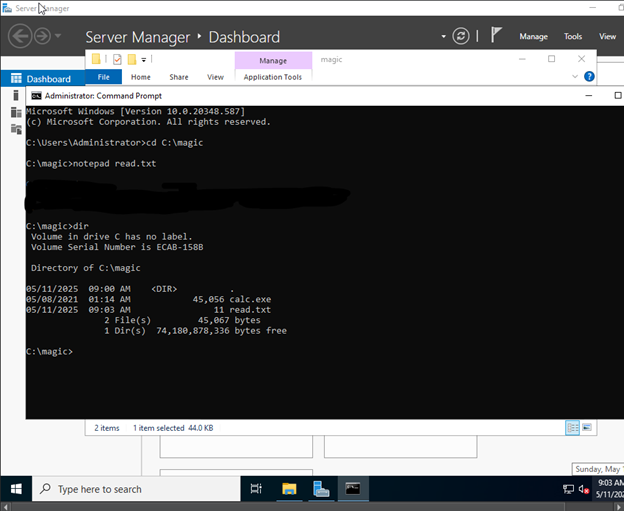 Server Manager
Server Manager ‣ Dashboard
Manage Tools View
Manage
magic
File Home Share View Application Tools
Dashboard
Administrator: Command Prompt
Microsoft Windows [Version 10.0.20348.587]
(c) Microsoft Corporation. All rights reserved.
C:\Users\Administrator>cd C:\magic
C:\magic>notepad read.txt
C:\magic>dir
Volume in drive C has no label.
Volume Serial Number is ECAB-158B
Directory of C:\magic
05/11/2025 09:00 AM <DIR> .
05/08/2021 01:14 AM 45,056 calc.exe
05/11/2025 09:03 AM 11 read.txt
2 File(s) 45,067 bytes
1 Dir(s) 74,180,878,336 bytes free
C:\magic>
2 items 1 item selected 44.0 KB
Sunday, May
Type here to search
9:03 AM
5/11/202